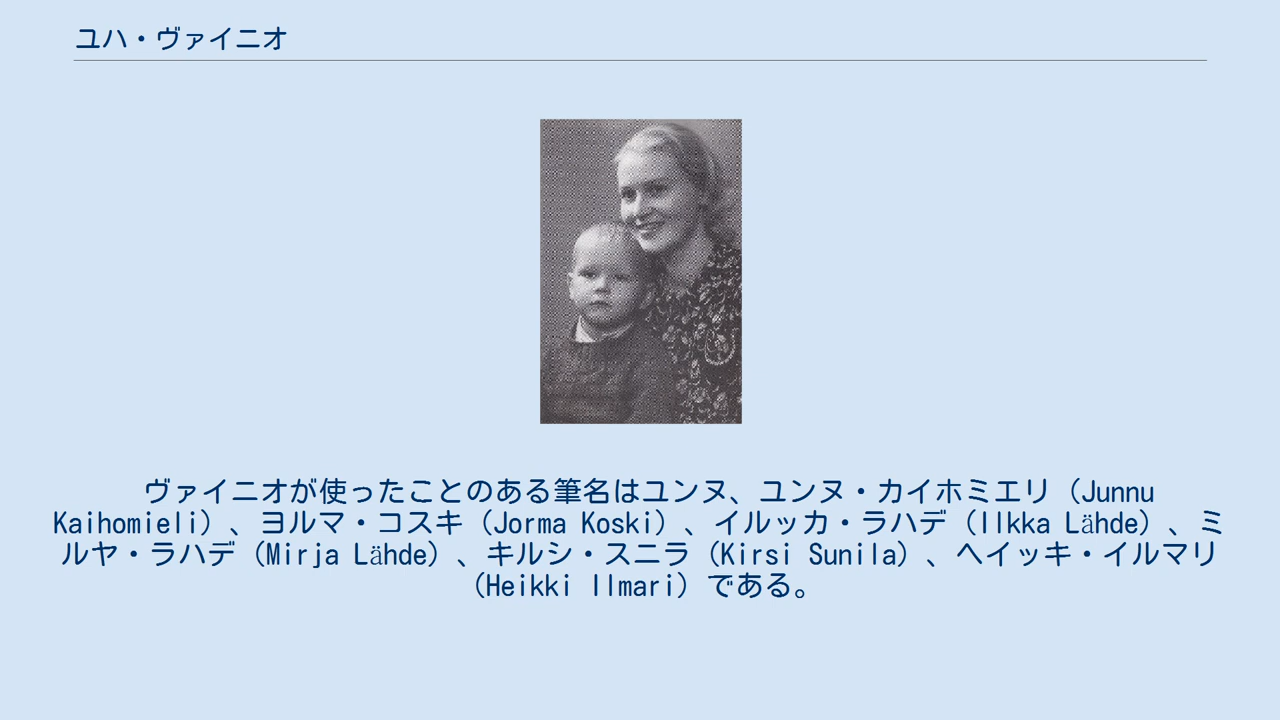 ユハ・ヴァイニオ
ヴァイニオが使ったことのある筆名はユンヌ、ユンヌ・カイホミエリ（Junnu
Kaihomieli）、ヨルマ・コスキ（Jorma Koski）、イルッカ・ラハデ（Ilkka Lähde）、ミ
ルヤ・ラハデ（Mirja Lähde）、キルシ・スニラ（Kirsi Sunila）、ヘイッキ・イルマリ
（Heikki Ilmari）である。